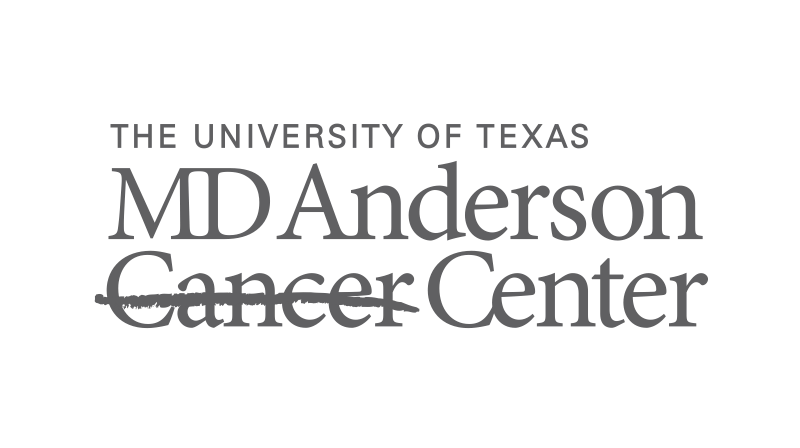 THE UNIVERSITY OF TEXAS
MD Anderson
Cancer Center